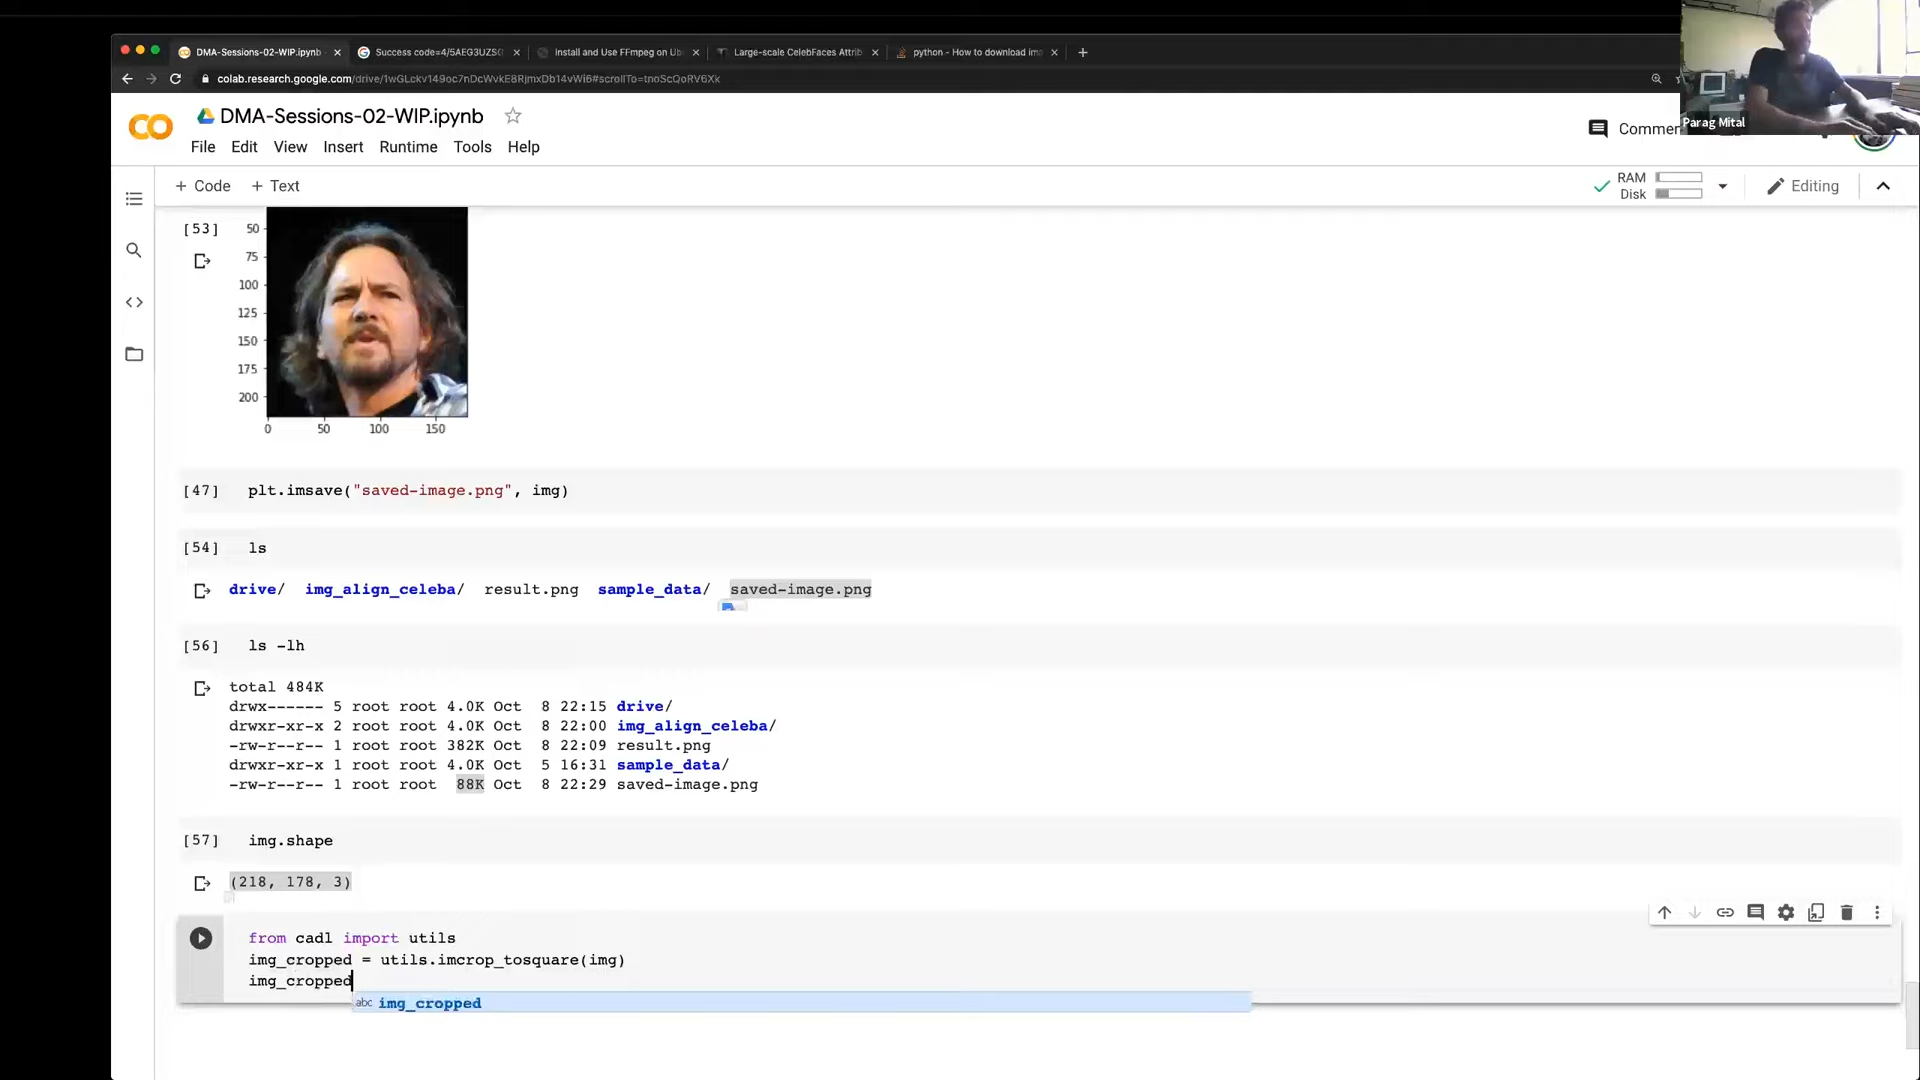 DMA-Sessions-02-WIP.ipynb
Success code=4/5AEG3UZSG
Install and Use FFmpeg on Ub
Large-scale CelebFaces Attrib
python - How to download ima
colab.research.google.com/drive/1wGLckv149oc7nDcWvkE8RjmxDb14vWi6#scrollTo=tnoScQoRV6Xk
Parag Mital
CO
DMA-Sessions-02-WIP.ipynb
Commen
File Edit View Insert Runtime Tools Help
+ Code + Text
RAM
Disk
Editing
[53]
50
75
100
125
150
175
200
0 50 100 150
[47] plt.imsave("saved-image.png", img)
[54] ls
drive/ img_align_celeba/ result.png sample_data/ saved-image.png
[56] ls -lh
total 484K
drwx------ 5 root root 4.0K Oct 8 22:15 drive/
drwxr-xr-x 2 root root 4.0K Oct 8 22:00 img_align_celeba/
-rw-r--r-- 1 root root 382K Oct 8 22:09 result.png
drwxr-xr-x 1 root root 4.0K Oct 5 16:31 sample_data/
-rw-r--r-- 1 root root 88K Oct 8 22:29 saved-image.png
[57] img.shape
(218, 178, 3)
from cadl import utils
img_cropped = utils.imcrop_tosquare(img)
img_cropped
abc img_cropped